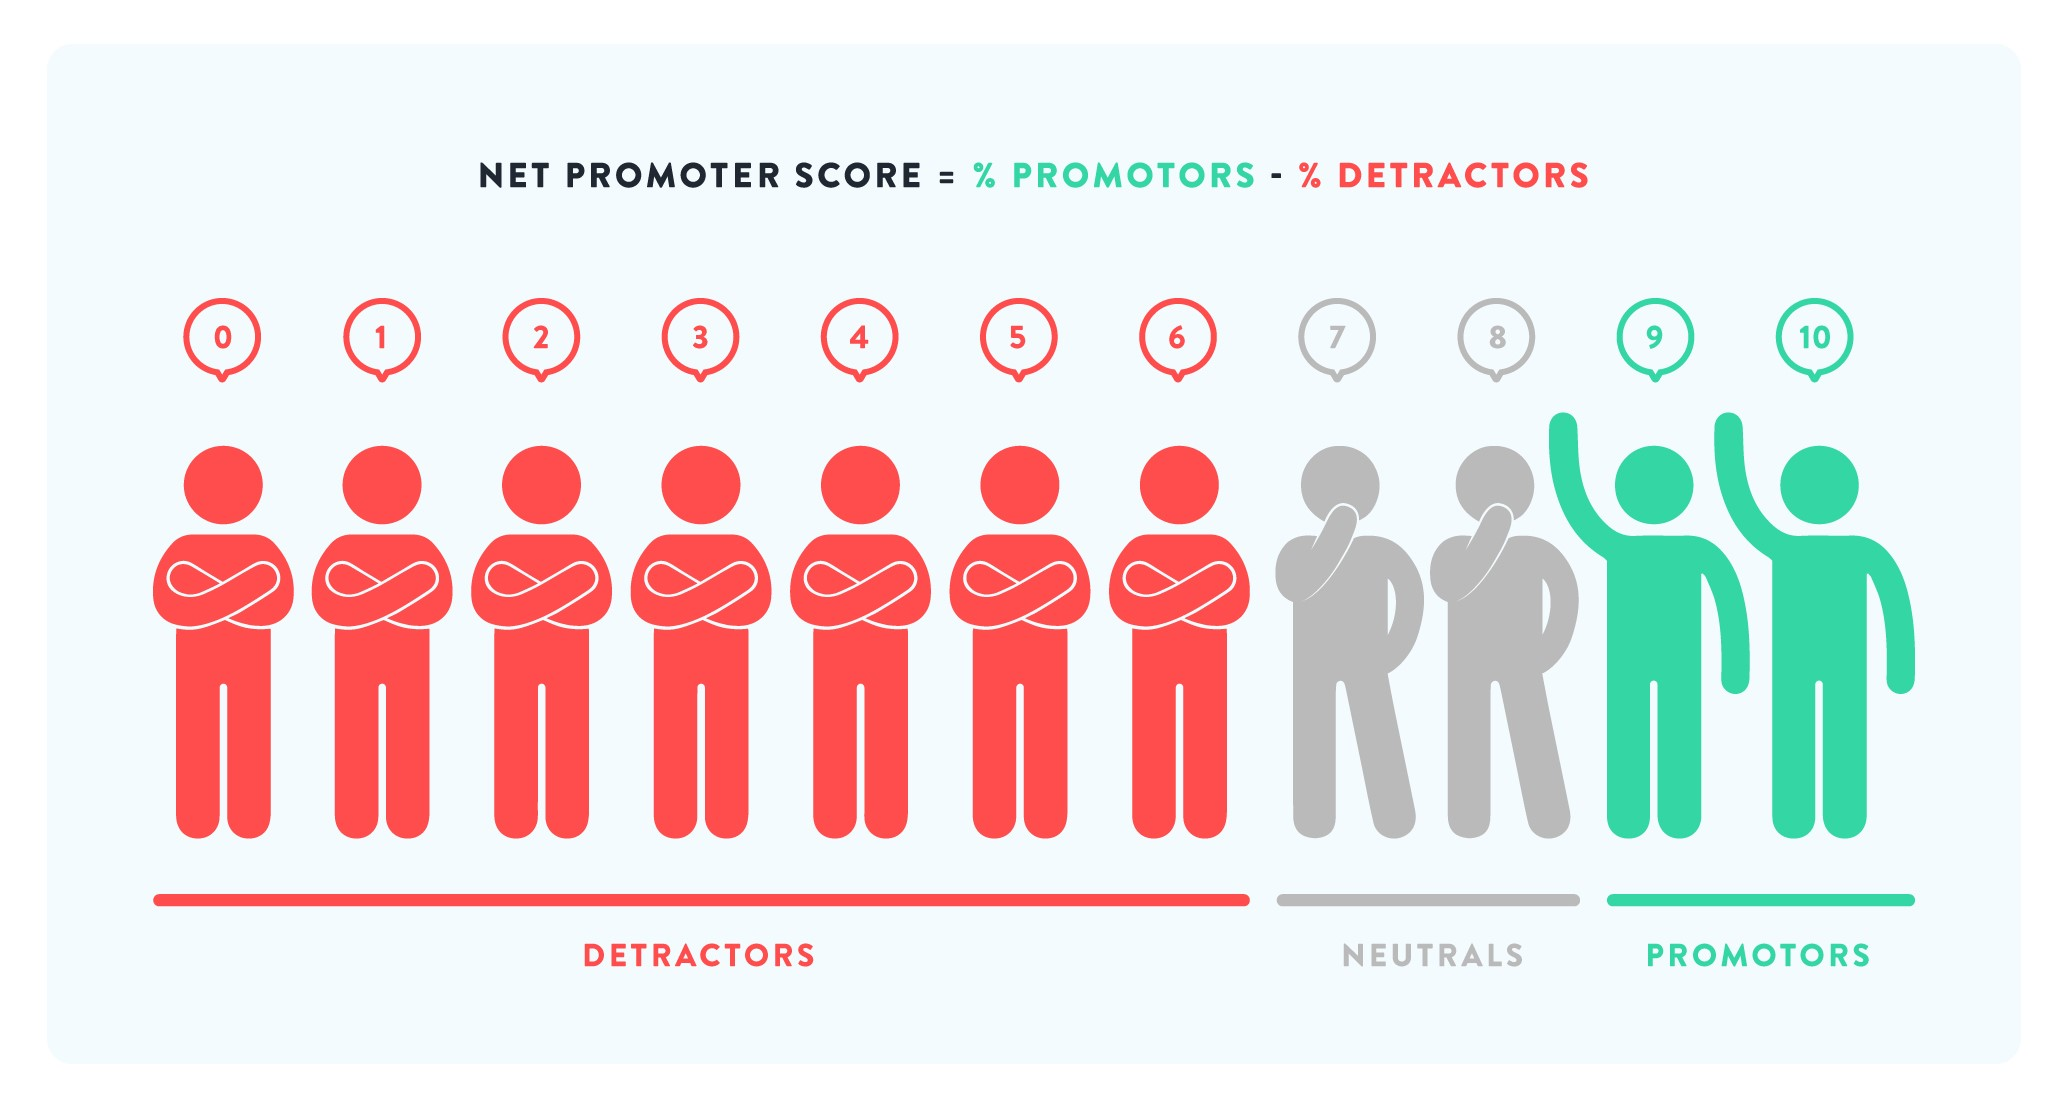 NET PROMOTER SCORE = % PROMOTORS - % DETRACTORS
0 1 2 3 4 5 6 7 8 9 10
DETRACTORS NEUTRALS PROMOTORS